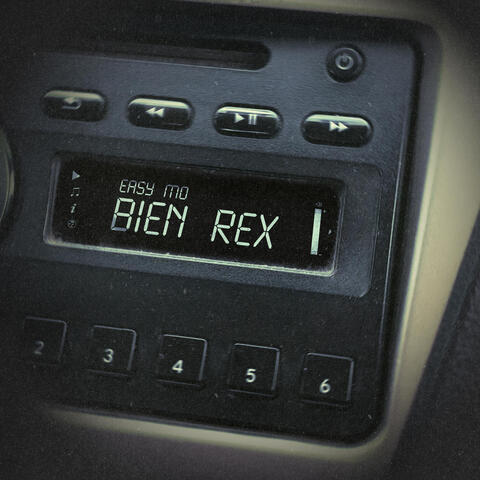 EASY MO
BIEN REX
2 3 4 5 6